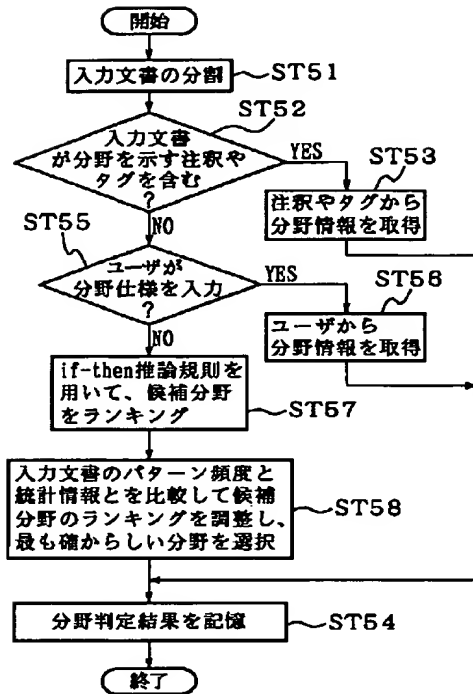 開始
入力文書の分割
ST51
ST52
入力文書
が分野を示す注釈や
タグを含む
?
YES
ST53
注釈やタグから
分野情報を取得
NO
ST55
ユーザが
分野仕様を入力
?
YES
ST56
ユーザから
分野情報を取得
NO
if-then推論規則を
用いて、候補分野
をランキング
ST57
入力文書のパターン頻度と
統計情報とを比較して候補
分野のランキングを調整し、
最も確からしい分野を選択
ST58
分野判定結果を記憶
ST54
終了